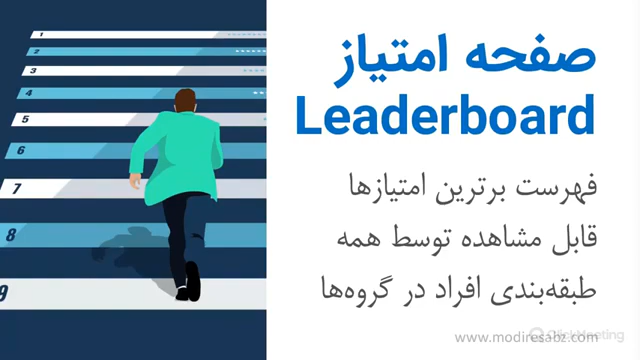 صفحه امتیاز
Leaderboard
فهرست برترین امتیازها
قابل مشاهده توسط همه
طبقه‌بندی افراد در گروه‌ها
www.modiresabz.com
ClickMeeting
1
2
3
4
5
6
7
8
9